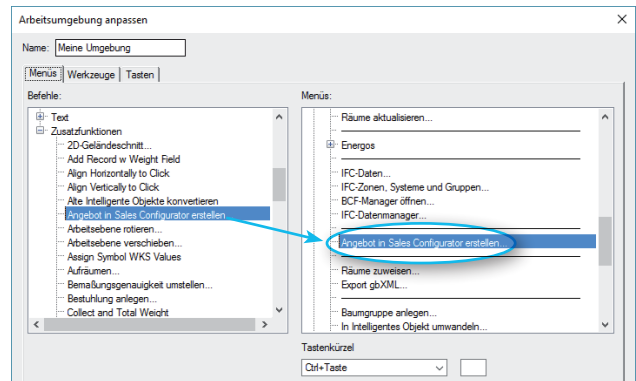 Arbeitsumgebung anpassen
Name: Meine Umgebung
Menüs Werkzeuge Tasten
Befehle:
Text
Zusatzfunktionen
2D-Geländeschnitt...
Add Record w Weight Field
Align Horizontally to Click
Align Vertically to Click
Alte Intelligente Objekte konvertieren
Angebot in Sales Configurator erstellen...
Arbeitsebene rotieren...
Arbeitsebene verschieben...
Assign Symbol WKS Values
Aufräumen...
Bemaßungsgenauigkeit umstellen...
Bestuhlung anlegen...
Collect and Total Weight
Menüs:
Räume aktualisieren...
Energos
IFC-Daten...
IFC-Zonen, Systeme und Gruppen...
BCF-Manager öffnen...
IFC-Datenmanager...
Angebot in Sales Configurator erstellen...
Räume zuweisen...
Export gbXML...
Baumgruppe anlegen...
In Intelligentes Objekt umwandeln...
Tastenkürzel
Ctrl+Taste